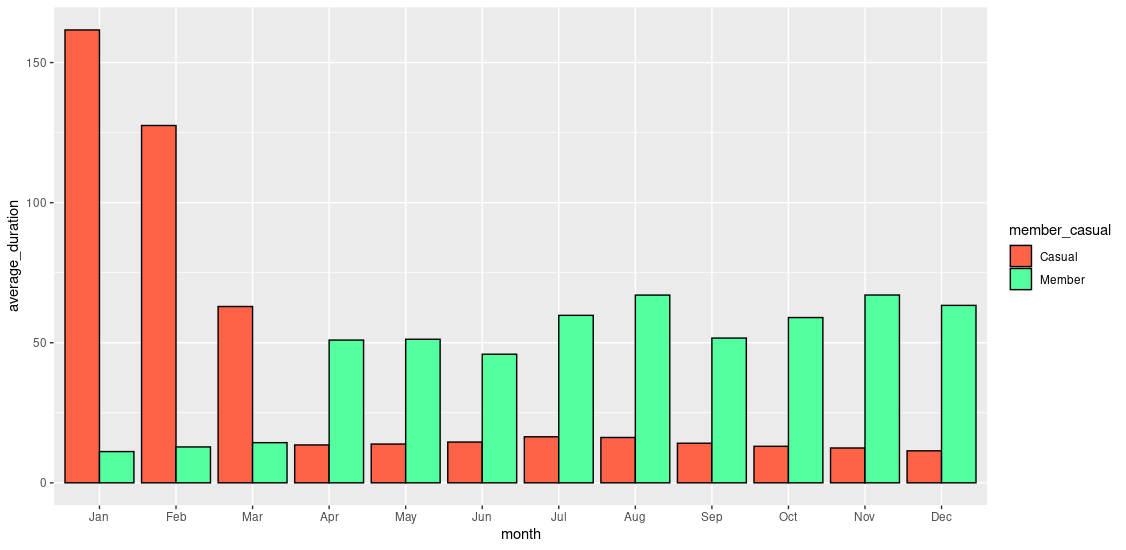 average_duration
150
100
50
0
Jan Feb Mar Apr May Jun Jul Aug Sep Oct Nov Dec
month
member_casual
Casual
Member